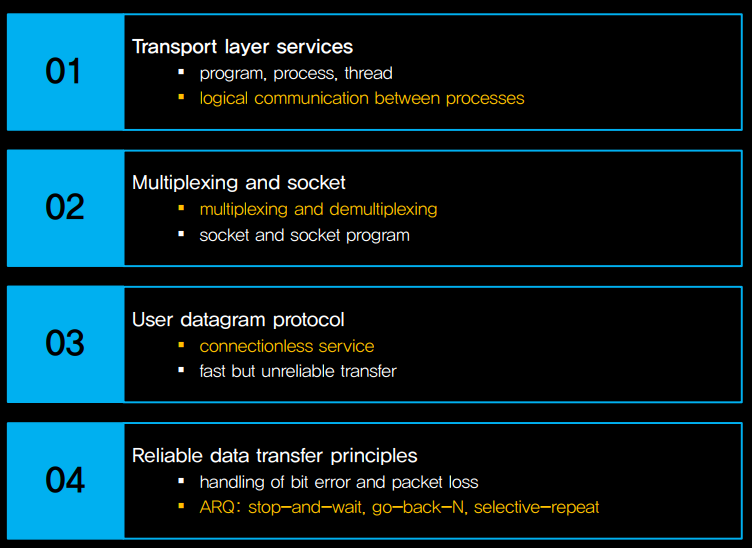 01
Transport layer services
▪ program, process, thread
▪ logical communication between processes
02
Multiplexing and socket
▪ multiplexing and demultiplexing
▪ socket and socket program
03
User datagram protocol
▪ connectionless service
▪ fast but unreliable transfer
04
Reliable data transfer principles
▪ handling of bit error and packet loss
▪ ARQ: stop-and-wait, go-back-N, selective-repeat